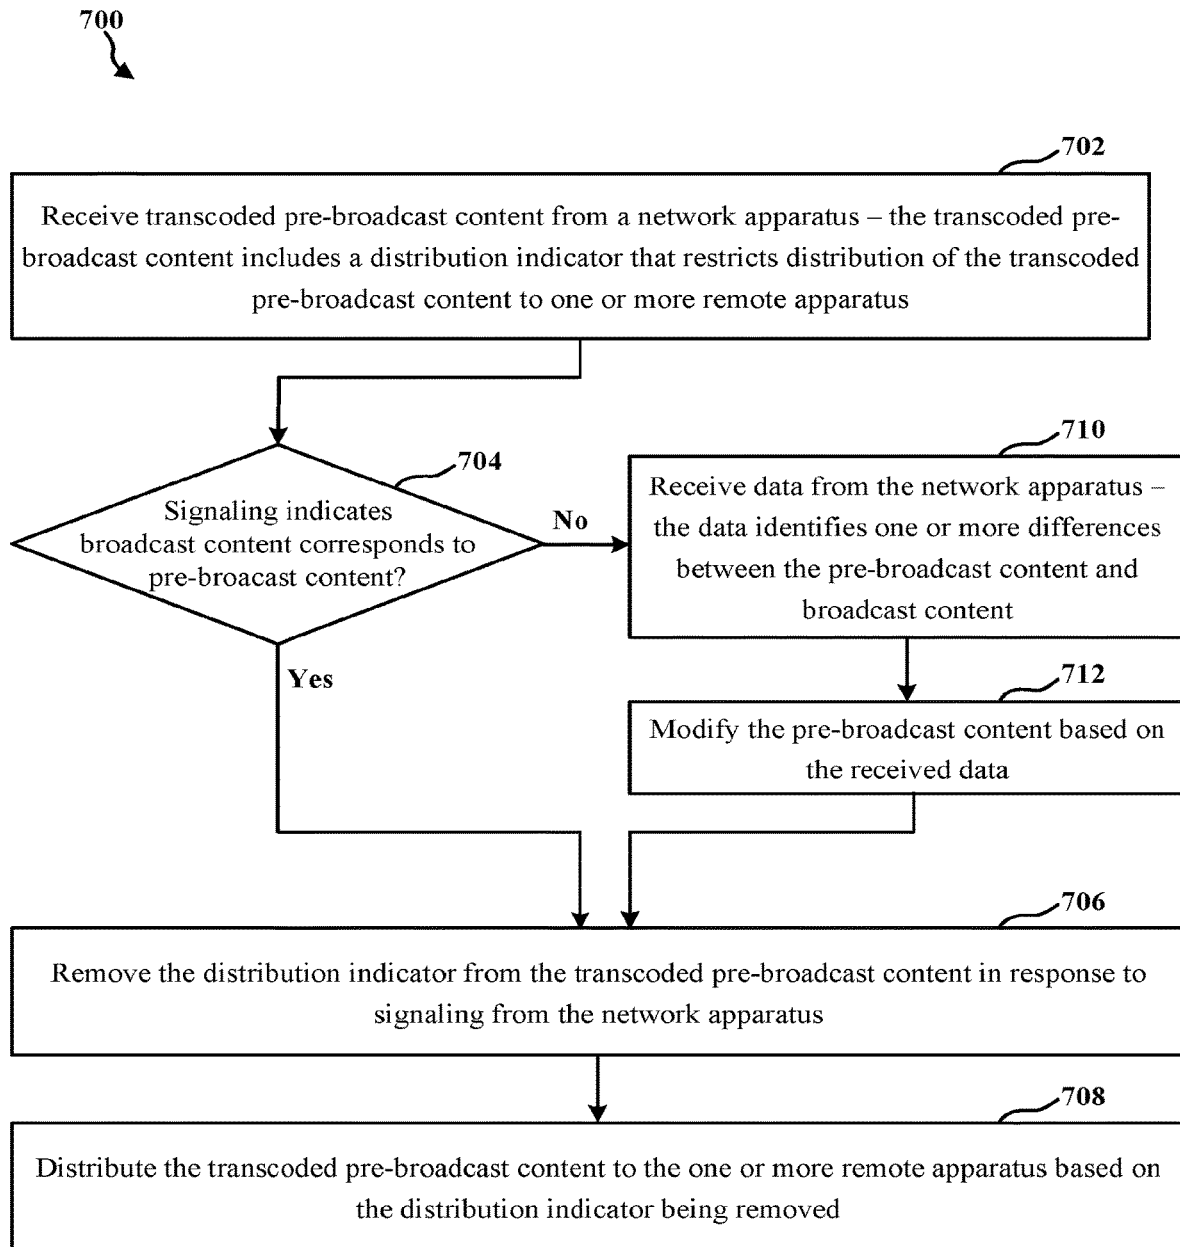 700
702
Receive transcoded pre-broadcast content from a network apparatus – the transcoded pre-
broadcast content includes a distribution indicator that restricts distribution of the transcoded
pre-broadcast content to one or more remote apparatus
704
Signaling indicates
broadcast content corresponds to
pre-broacast content?
No
Yes
710
Receive data from the network apparatus –
the data identifies one or more differences
between the pre-broadcast content and
broadcast content
712
Modify the pre-broadcast content based on
the received data
706
Remove the distribution indicator from the transcoded pre-broadcast content in response to
signaling from the network apparatus
708
Distribute the transcoded pre-broadcast content to the one or more remote apparatus based on
the distribution indicator being removed